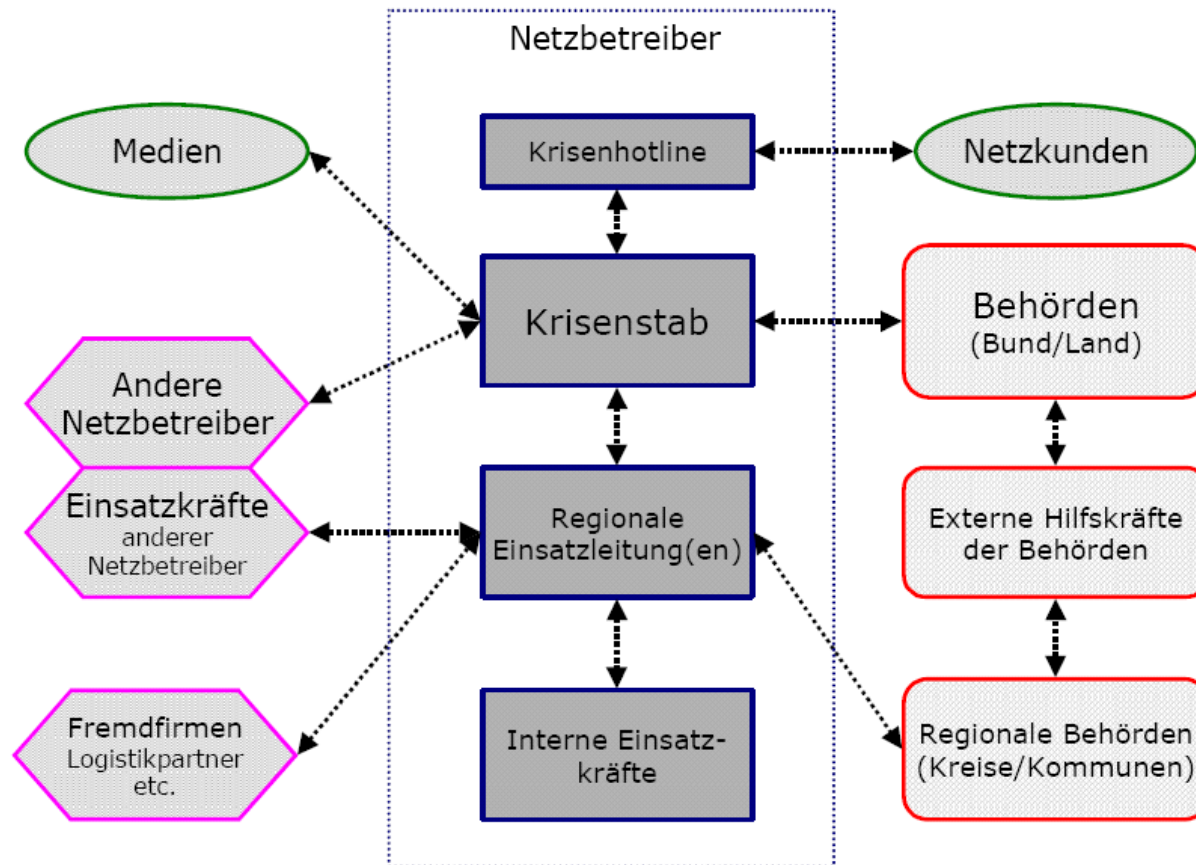 Netzbetreiber
Medien
Krisenhotline
Netzkunden
Krisenstab
Behörden
(Bund/Land)
Andere
Netzbetreiber
Einsatzkräfte
anderer
Netzbetreiber
Regionale
Einsatzleitung(en)
Externe Hilfskräfte
der Behörden
Fremdfirmen
Logistikpartner
etc.
Interne Einsatz-
kräfte
Regionale Behörden
(Kreise/Kommunen)